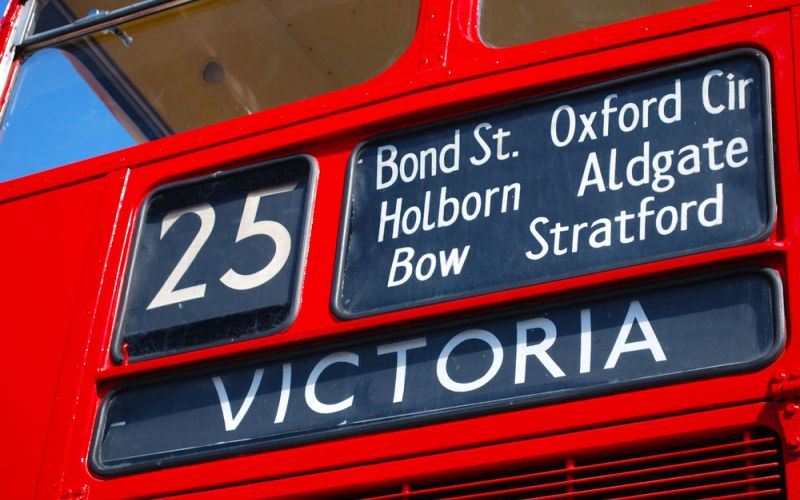 25
Bond St. Oxford Cir
Holborn Aldgate
Bow Stratford
VICTORIA